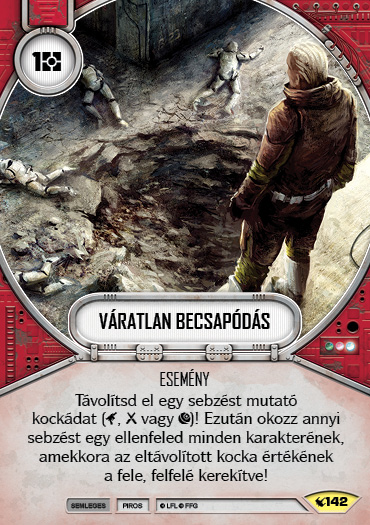 1
VÁRATLAN BECSAPÓDÁS
ESEMÉNY
Távolítsd el egy sebzést mutató
kockádat (, vagy )! Ezután okozz annyi
sebzést egy ellenfeled minden karakterének,
amekkora az eltávolított kocka értékének
a fele, felfelé kerekítve!
SEMLEGES PIROS © LFL © FFG 142